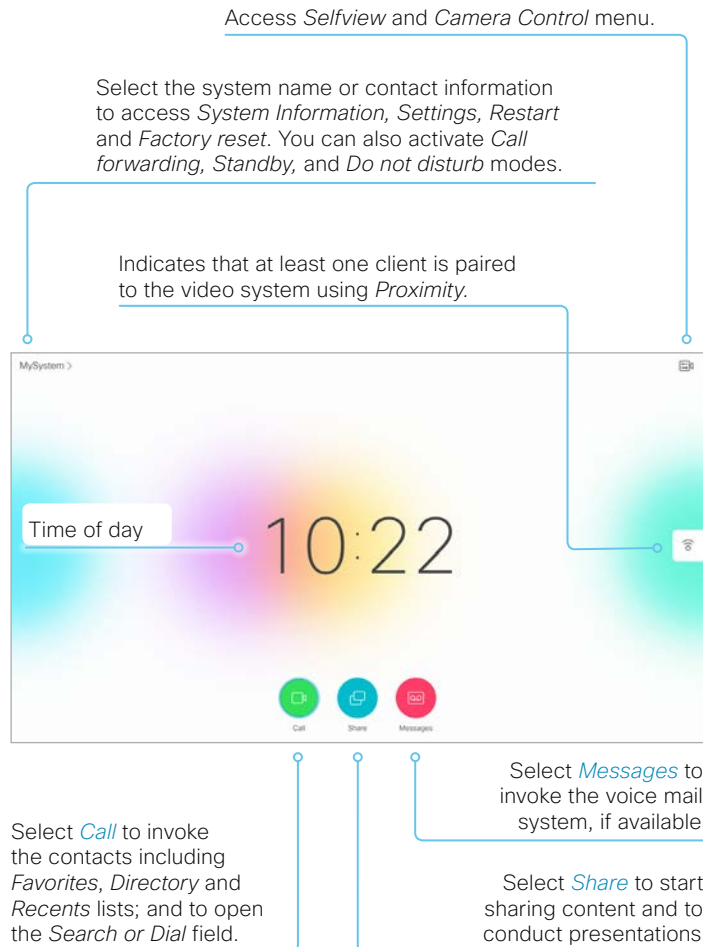 Access Selfview and Camera Control menu.
Select the system name or contact information
to access System Information, Settings, Restart
and Factory reset. You can also activate Call
forwarding, Standby, and Do not disturb modes.
Indicates that at least one client is paired
to the video system using Proximity.
MySystem >
Time of day
10:22
Call
Share
Messages
Select Messages to
invoke the voice mail
system, if available
Select Call to invoke
the contacts including
Favorites, Directory and
Recents lists; and to open
the Search or Dial field.
Select Share to start
sharing content and to
conduct presentations